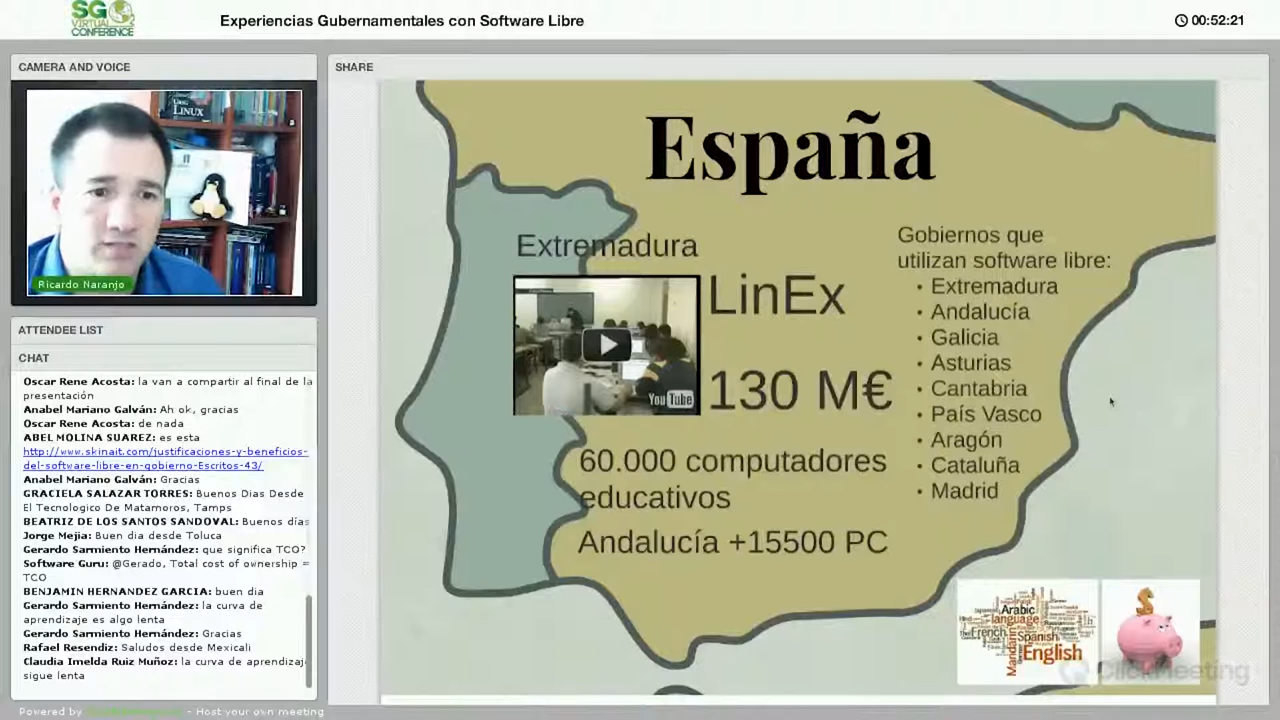 SG
VIRTUAL
CONFERENCE
Experiencias Gubernamentales con Software Libre
00:52:21
CAMERA AND VOICE
LINUX
Ricardo Naranjo
ATTENDEE LIST
CHAT
Oscar Rene Acosta: la van a compartir al final de la
presentación
Anabel Mariano Galván: Ah ok, gracias
Oscar Rene Acosta: de nada
ABEL MOLINA SUAREZ: es esta
http://www.skinait.com/justificaciones-y-beneficios-
del-software-libre-en-gobierno-Escritos-43/
Anabel Mariano Galván: Gracias
GRACIELA SALAZAR TORRES: Buenos Dias Desde
El Tecnologico De Matamoros, Tamps
BEATRIZ DE LOS SANTOS SANDOVAL: Buenos días
Jorge Mejia: Buen dia desde Toluca
Gerardo Sarmiento Hernández: que significa TCO?
Software Guru: @Gerado, Total cost of ownership =
TCO
BENJAMIN HERNANDEZ GARCIA: buen dia
Gerardo Sarmiento Hernández: la curva de
aprendizaje es algo lenta
Gerardo Sarmiento Hernández: Gracias
Rafael Resendiz: Saludos desde Mexicali
Claudia Imelda Ruiz Muñoz: la curva de aprendizaj
sigue lenta
Powered by
- Host your own meeting
SHARE
España
Extremadura
YouTube
LinEx
130 M€
60.000 computadores
educativos
Andalucía +15500 PC
Gobiernos que
utilizan software libre:
• Extremadura
• Andalucía
• Galicia
• Asturias
• Cantabria
• País Vasco
• Aragón
• Cataluña
• Madrid
Arabic
language
French
Spanish
English
Mandarin
ClickMeeting